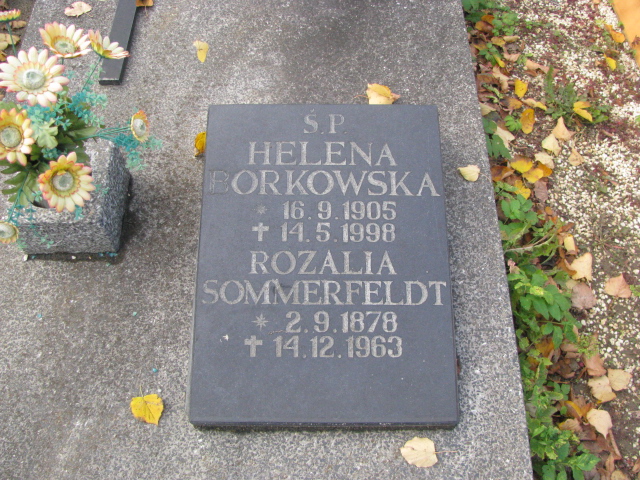 Ś.P
HELENA
BORKOWSKA
* 16.9.1905
✝ 14.5.1998
ROZALIA
SOMMERFELDT
* 2.9.1878
✝ 14.12.1963